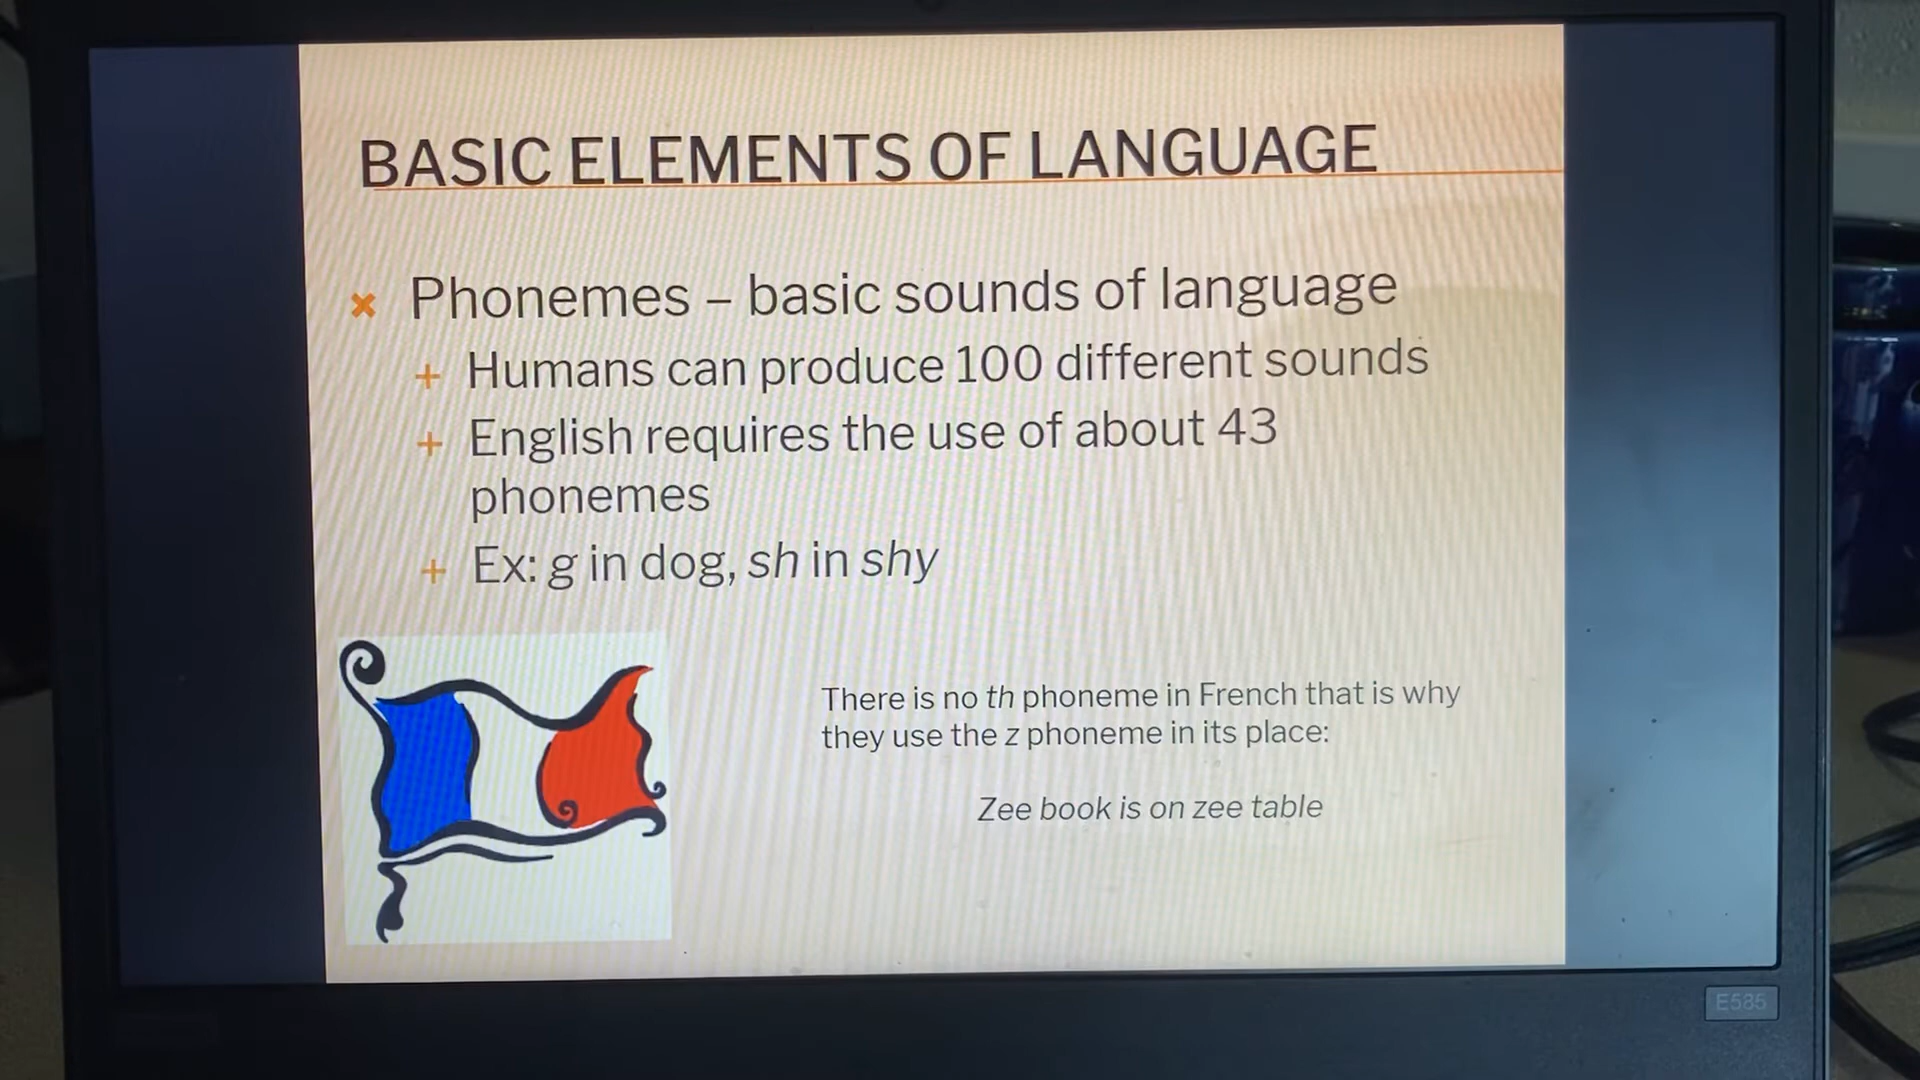 BASIC ELEMENTS OF LANGUAGE
Phonemes – basic sounds of language
+ Humans can produce 100 different sounds
+ English requires the use of about 43
phonemes
+ Ex: g in dog, sh in shy
There is no th phoneme in French that is why
they use the z phoneme in its place:
Zee book is on zee table
E585